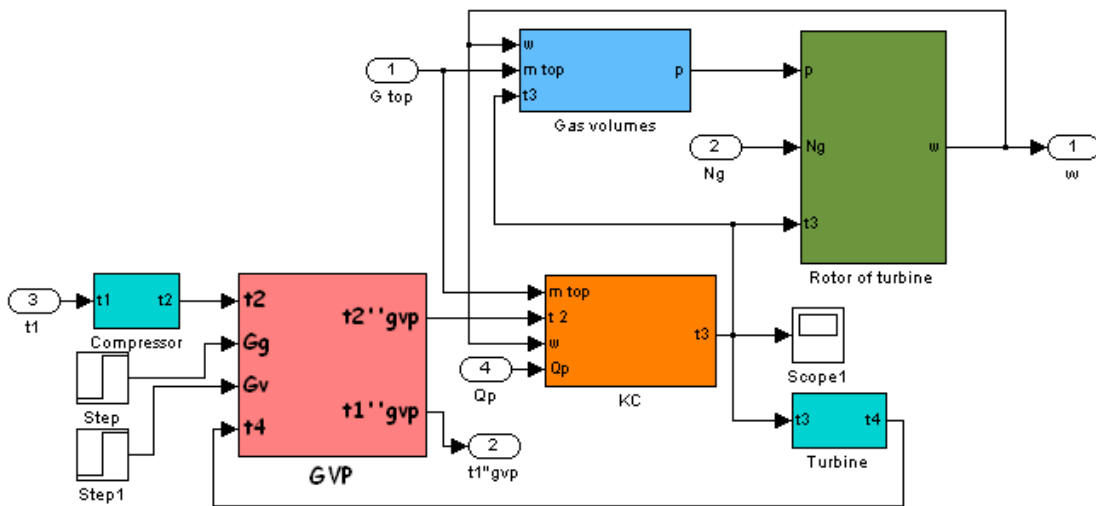 w
m top
t3
p
Gas volumes
1
G top
p
Ng
t3
w
Rotor of turbine
2
Ng
1
w
3
t1
t1
t2
Compressor
Step
Step1
t2
Gg
Gv
t4
t2''gvp
t1''gvp
GVP
m top
t 2
w
Qp
t3
KC
4
Qp
2
t1"gvp
Scope1
t3
t4
Turbine